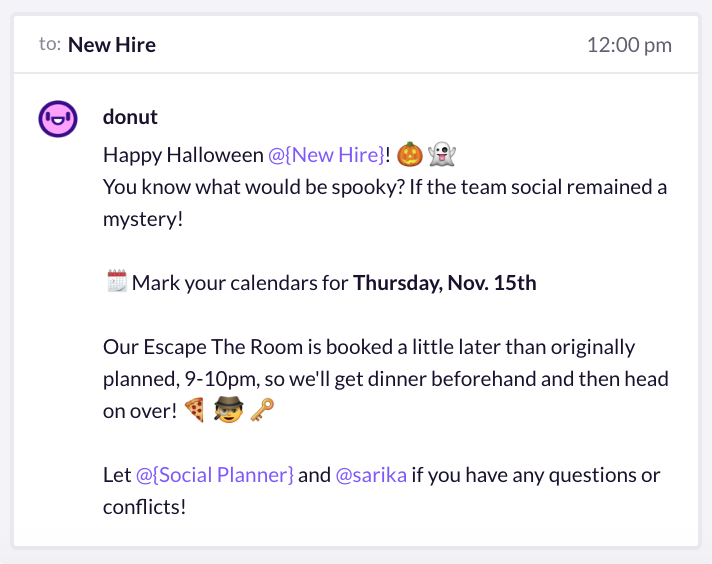 to: New Hire 12:00 pm
donut
Happy Halloween @{New Hire}! 🎃 👻
You know what would be spooky? If the team social remained a
mystery!
🗓️ Mark your calendars for Thursday, Nov. 15th
Our Escape The Room is booked a little later than originally
planned, 9-10pm, so we'll get dinner beforehand and then head
on over! 🍕 🕵️ 🔑
Let @{Social Planner} and @sarika if you have any questions or
conflicts!